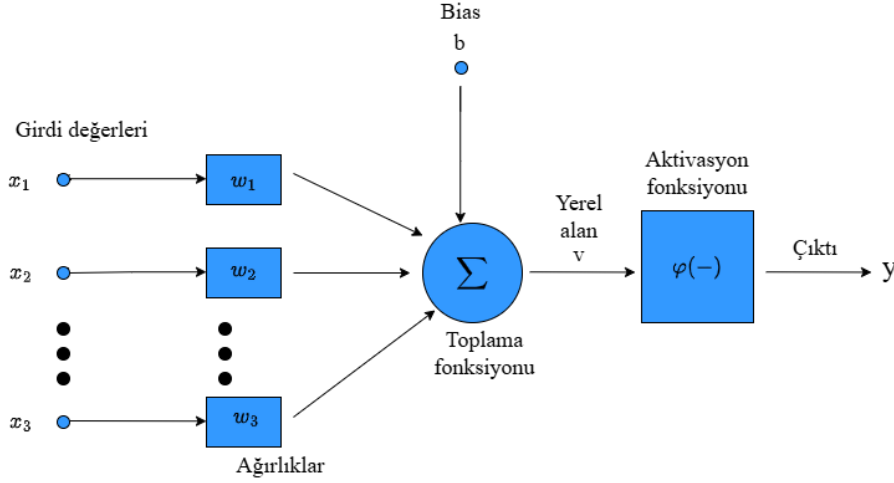 Bias
b
Girdi değerleri
x₁
w₁
x₂
w₂
x₃
w₃
Ağırlıklar
∑
Toplama
fonksiyonu
Yerel
alan
v
Aktivasyon
fonksiyonu
φ(−)
Çıktı
y